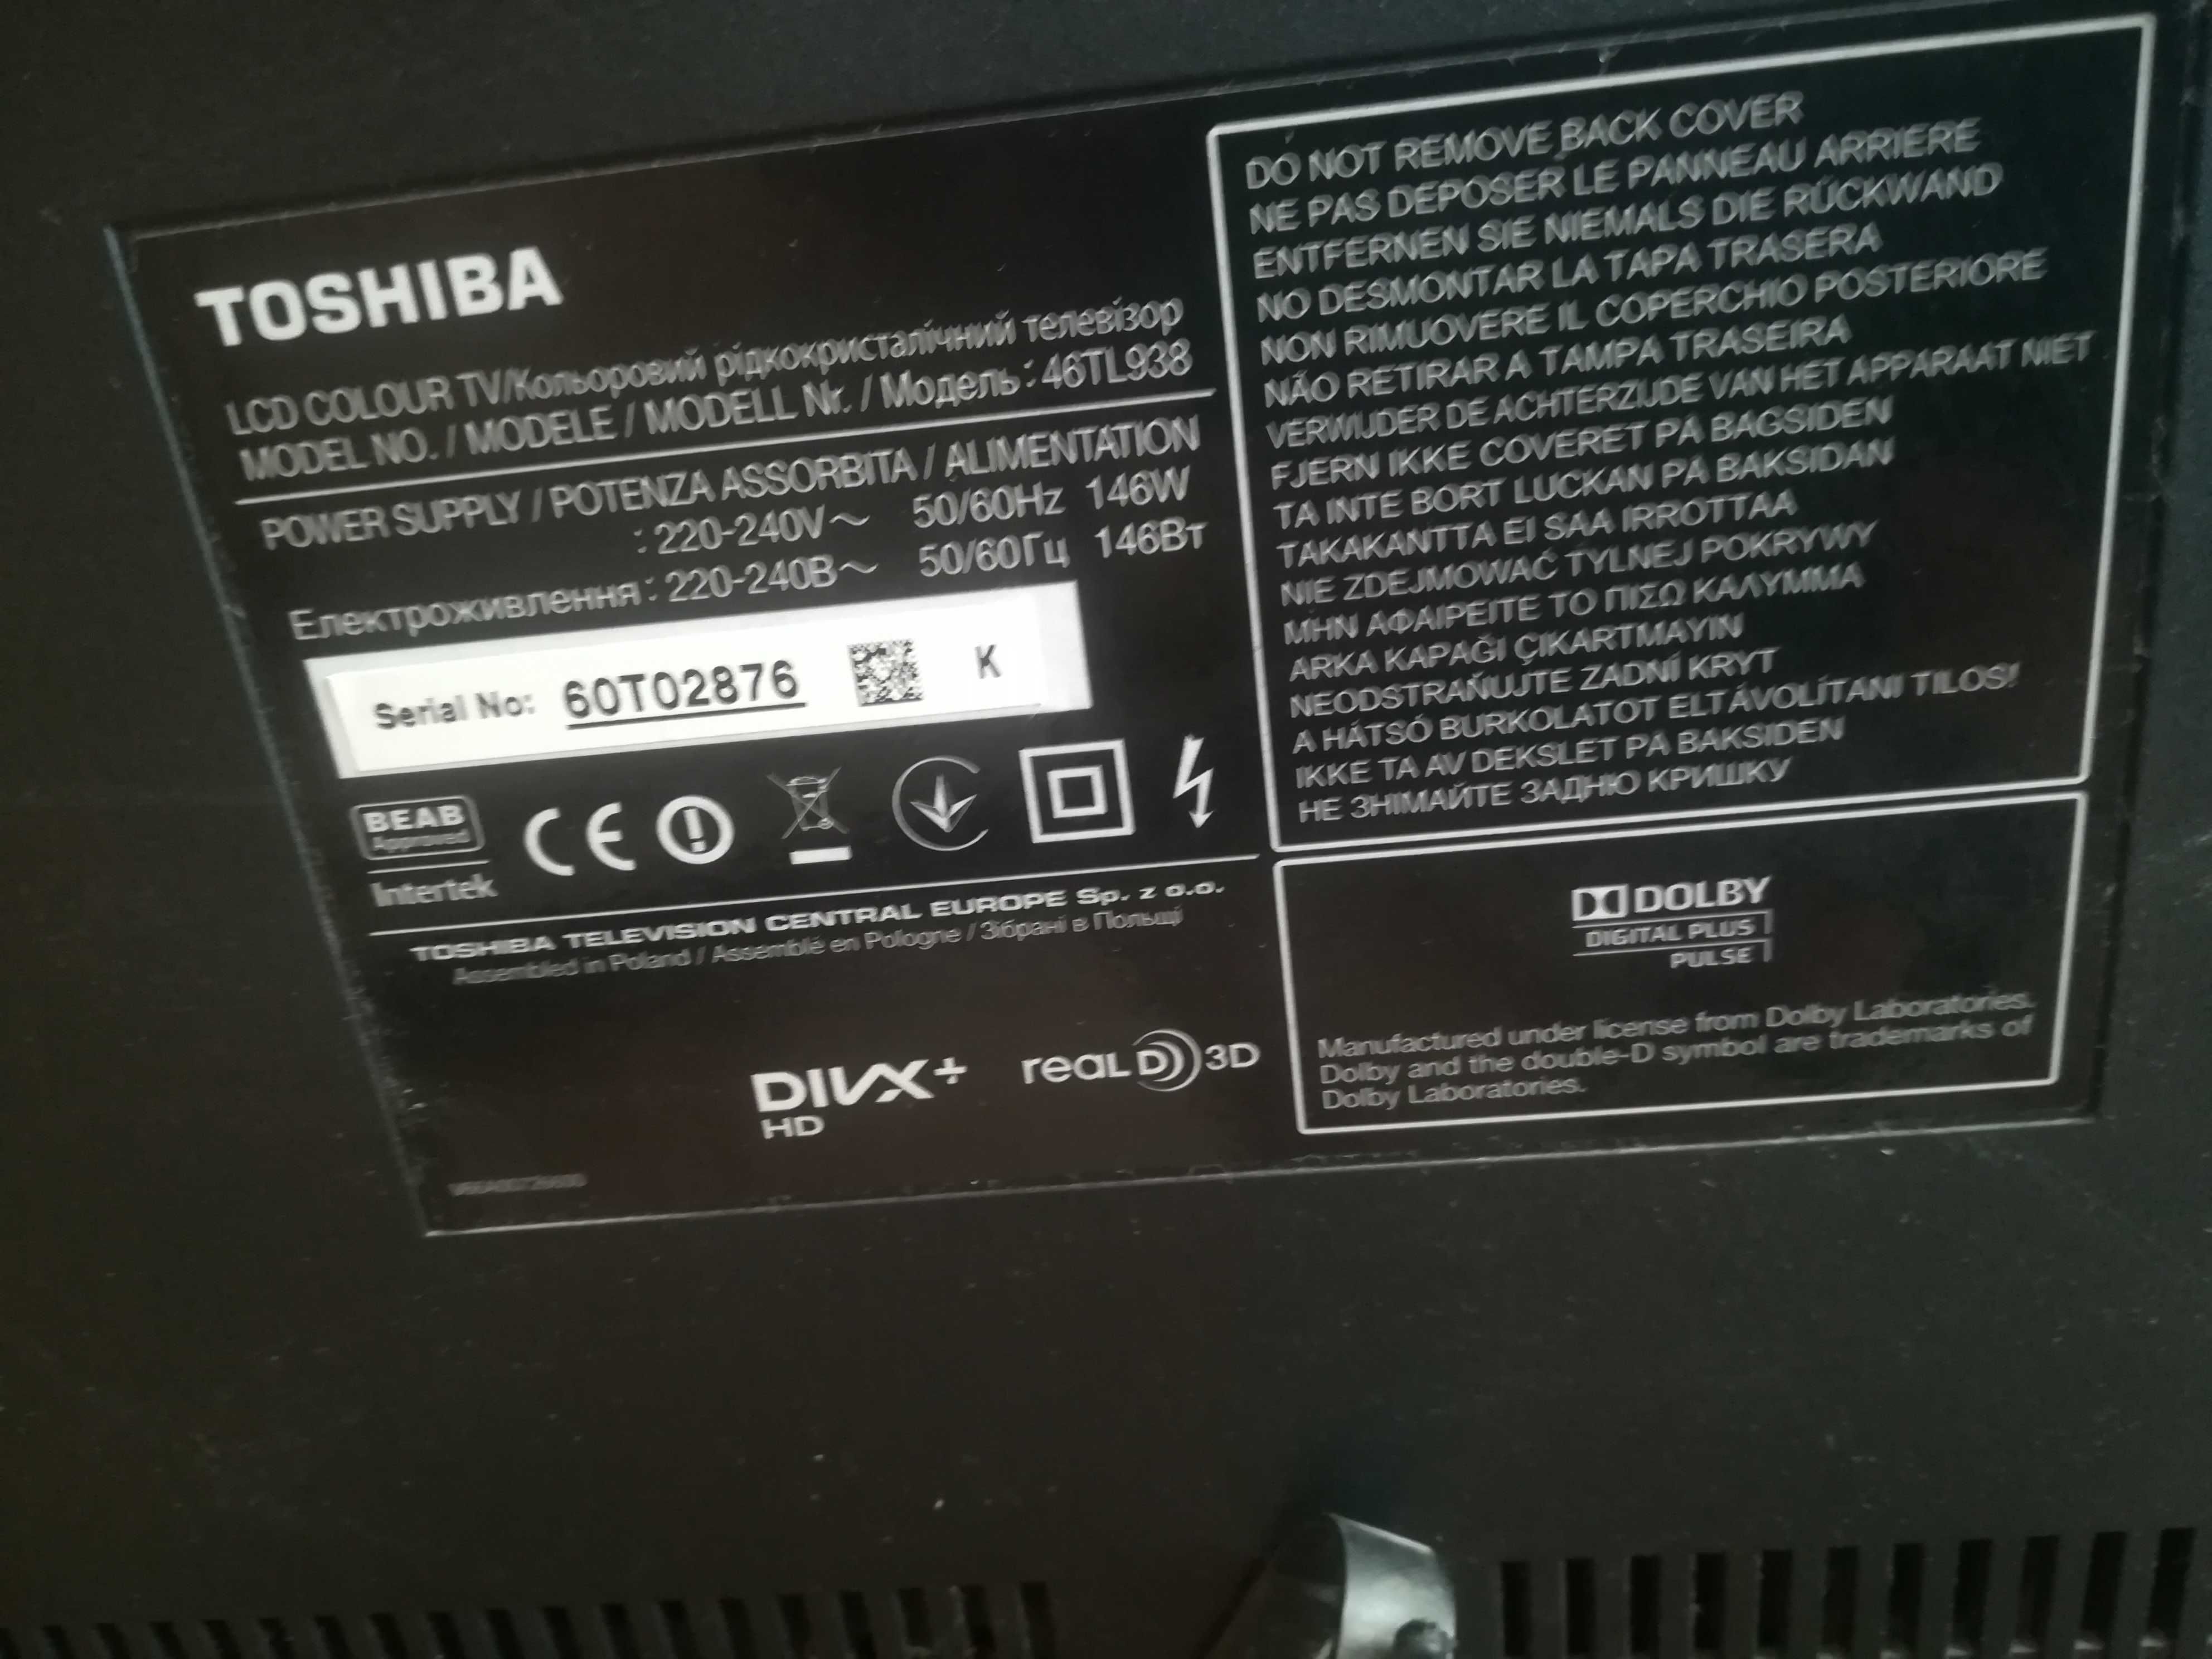 TOSHIBA
LCD COLOUR TV/Кольоровий рідкокристалічний телевізор
MODEL NO. / MODELE / MODELL Nr. / Модель : 46TL938
POWER SUPPLY / POTENZA ASSORBITA / ALIMENTATION
: 220-240V~ 50/60Hz 146W
Електроживлення : 220-240В~ 50/60Гц 146Вт
Serial No: 60T02876 K
BEAB
Approved
Intertek
CE
TOSHIBA TELEVISION CENTRAL EUROPE Sp. z o.o.
Assembled in Poland / Assemblé en Pologne / Зібрані в Польщі
DIVX+
HD
REAL D 3D
DO NOT REMOVE BACK COVER
NE PAS DEPOSER LE PANNEAU ARRIERE
ENTFERNEN SIE NIEMALS DIE RÜCKWAND
NO DESMONTAR LA TAPA TRASERA
NON RIMUOVERE IL COPERCHIO POSTERIORE
NÃO RETIRAR A TAMPA TRASEIRA
VERWIJDER DE ACHTERZIJDE VAN HET APPARAAT NIET
FJERN IKKE COVERET PÅ BAGSIDEN
TA INTE BORT LUCKAN PÅ BAKSIDAN
TAKAKANTTA EI SAA IRROTTAA
NIE ZDEJMOWAĆ TYLNEJ POKRYWY
ΜΗΝ ΑΦΑΙΡΕΙΤΕ ΤΟ ΠΙΣΩ ΚΑΛΥΜΜΑ
ARKA KAPAĞI ÇIKARTMAYIN
NEODSTRAŇUJTE ZADNÍ KRYT
A HÁTSÓ BURKOLATOT ELTÁVOLÍTANI TILOS!
IKKE TA AV DEKSLET PÅ BAKSIDEN
НЕ ЗНІМАЙТЕ ЗАДНЮ КРИШКУ
DOLBY
DIGITAL PLUS
PULSE
Manufactured under license from Dolby Laboratories.
Dolby and the double-D symbol are trademarks of
Dolby Laboratories.